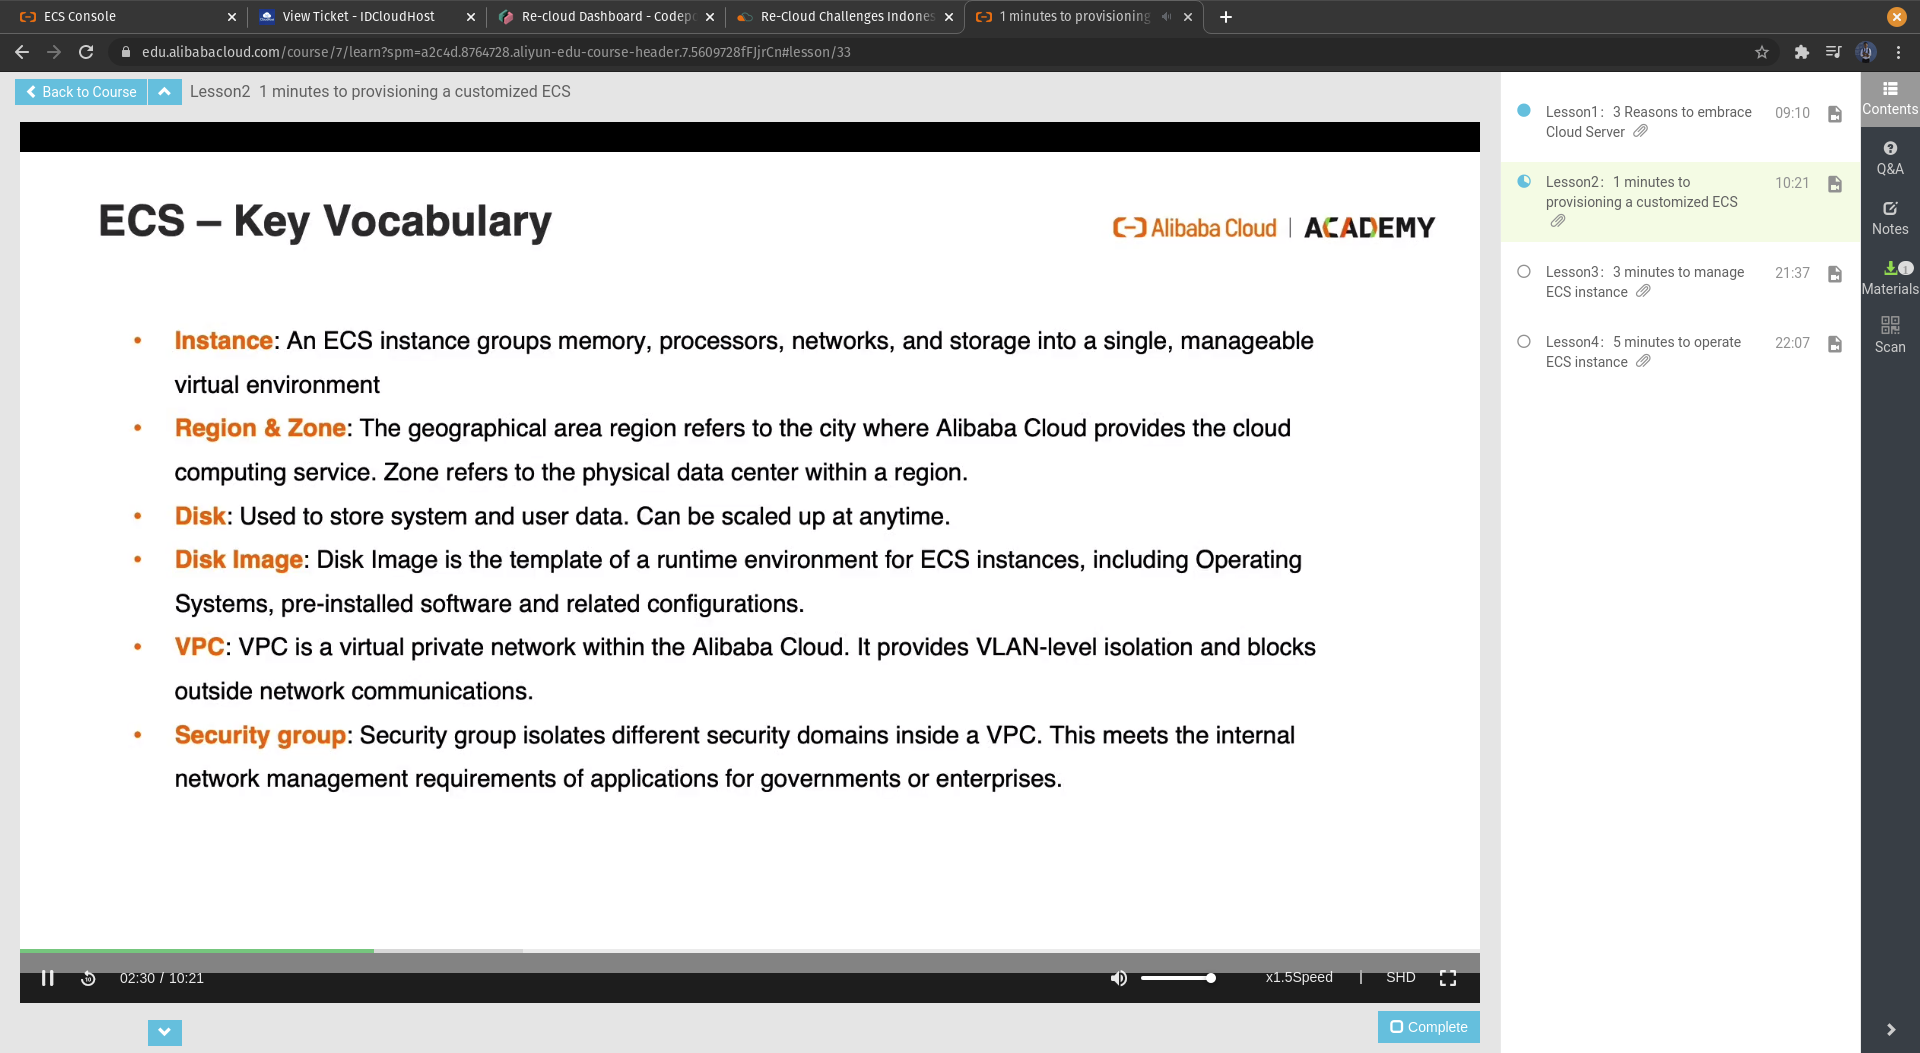 ECS Console
View Ticket - IDCloudHost
Re-cloud Dashboard - Codepo
Re-Cloud Challenges Indones
1 minutes to provisioning
edu.alibabacloud.com/course/7/learn?spm=a2c4d.8764728.aliyun-edu-course-header.7.5609728fFJjrCn#lesson/33
Back to Course
Lesson2 1 minutes to provisioning a customized ECS
ECS – Key Vocabulary
Alibaba Cloud | ACADEMY
• Instance: An ECS instance groups memory, processors, networks, and storage into a single, manageable
virtual environment
• Region & Zone: The geographical area region refers to the city where Alibaba Cloud provides the cloud
computing service. Zone refers to the physical data center within a region.
• Disk: Used to store system and user data. Can be scaled up at anytime.
• Disk Image: Disk Image is the template of a runtime environment for ECS instances, including Operating
Systems, pre-installed software and related configurations.
• VPC: VPC is a virtual private network within the Alibaba Cloud. It provides VLAN-level isolation and blocks
outside network communications.
• Security group: Security group isolates different security domains inside a VPC. This meets the internal
network management requirements of applications for governments or enterprises.
02:30 / 10:21
x1.5Speed | SHD
Complete
Lesson1: 3 Reasons to embrace
Cloud Server
09:10
Lesson2: 1 minutes to
provisioning a customized ECS
10:21
Lesson3: 3 minutes to manage
ECS instance
21:37
Lesson4: 5 minutes to operate
ECS instance
22:07
Contents
Q&A
Notes
1
Materials
Scan